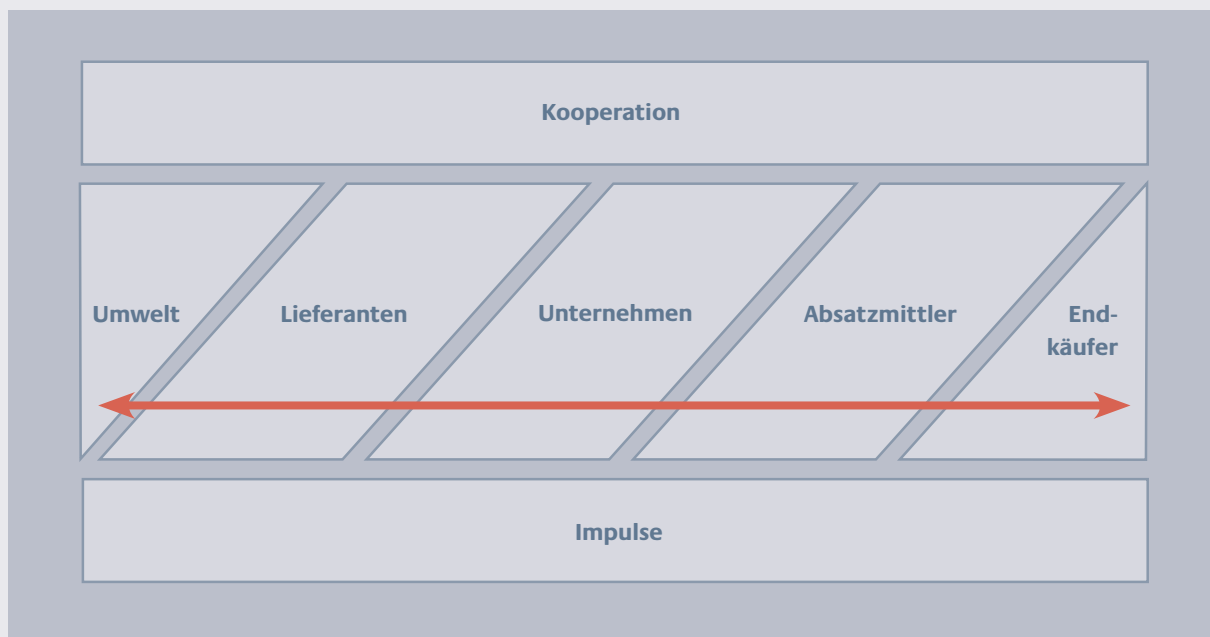 Kooperation
Umwelt
Lieferanten
Unternehmen
Absatzmittler
End-
käufer
Impulse